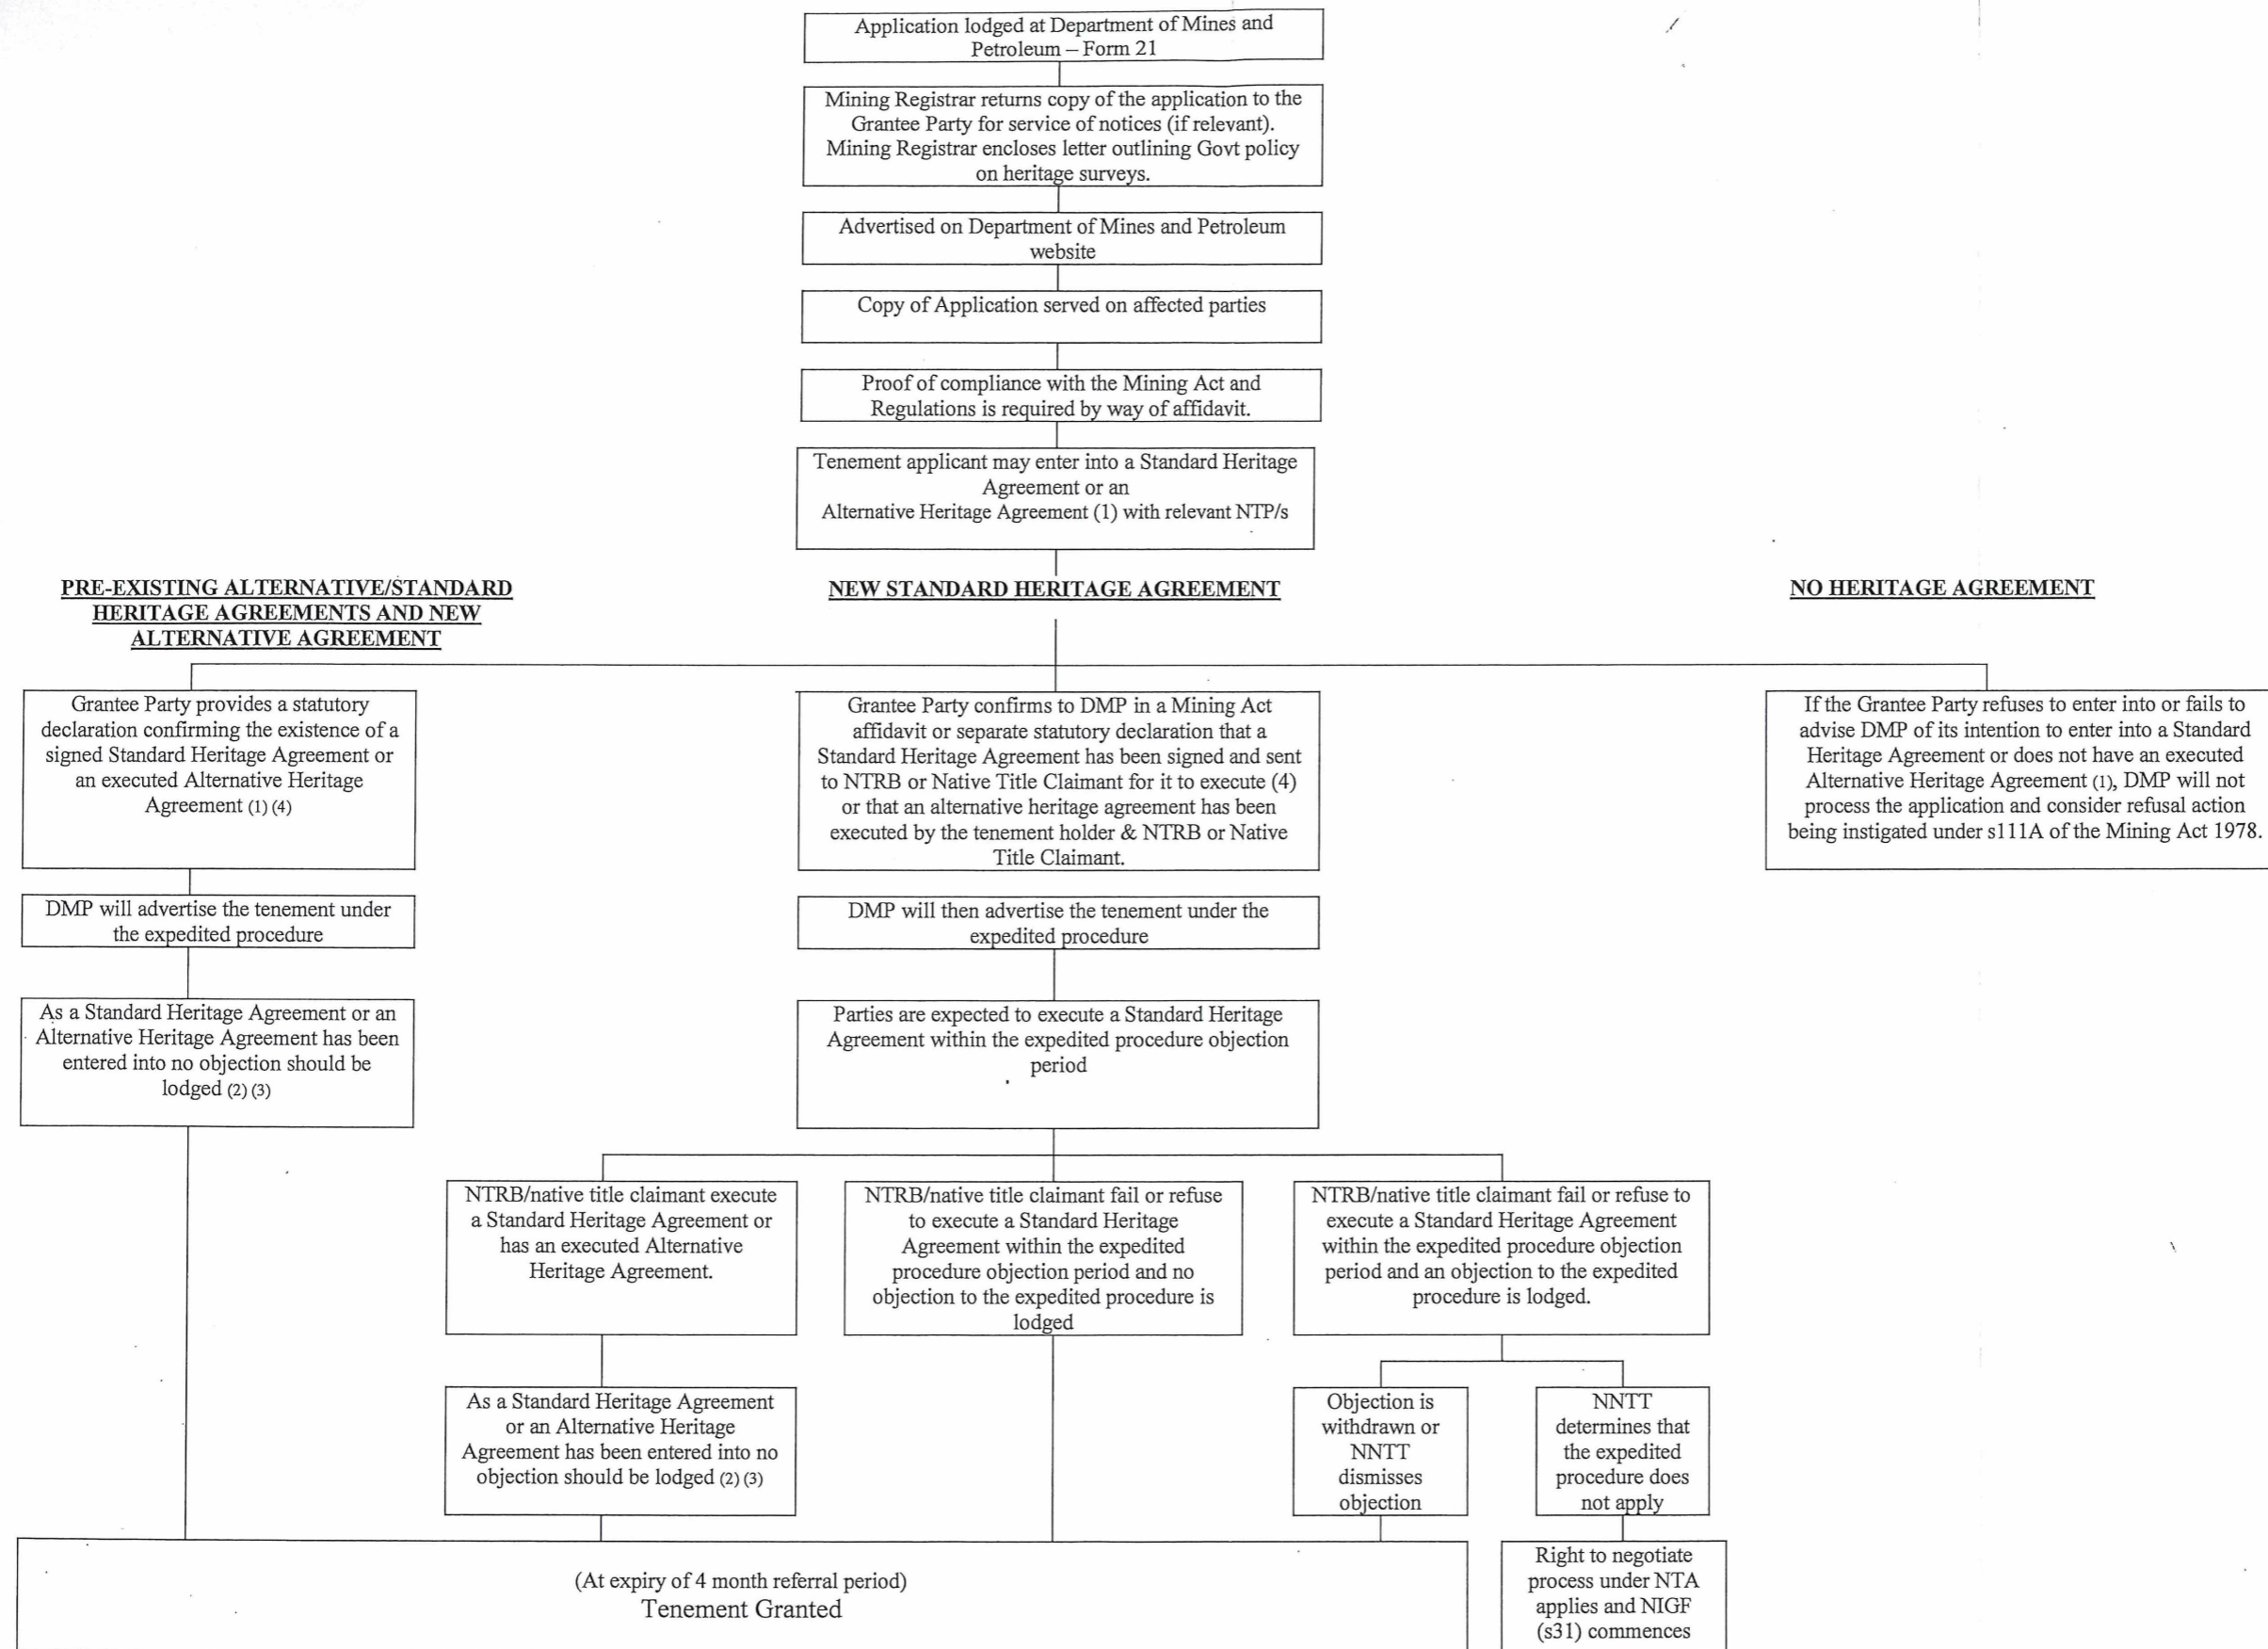 Application lodged at Department of Mines and
Petroleum – Form 21
Mining Registrar returns copy of the application to the
Grantee Party for service of notices (if relevant).
Mining Registrar encloses letter outlining Govt policy
on heritage surveys.
Advertised on Department of Mines and Petroleum
website
Copy of Application served on affected parties
Proof of compliance with the Mining Act and
Regulations is required by way of affidavit.
Tenement applicant may enter into a Standard Heritage
Agreement or an
Alternative Heritage Agreement (1) with relevant NTP/s
PRE-EXISTING ALTERNATIVE/STANDARD
HERITAGE AGREEMENTS AND NEW
ALTERNATIVE AGREEMENT
NEW STANDARD HERITAGE AGREEMENT
NO HERITAGE AGREEMENT
Grantee Party provides a statutory
declaration confirming the existence of a
signed Standard Heritage Agreement or
an executed Alternative Heritage
Agreement (1) (4)
Grantee Party confirms to DMP in a Mining Act
affidavit or separate statutory declaration that a
Standard Heritage Agreement has been signed and sent
to NTRB or Native Title Claimant for it to execute (4)
or that an alternative heritage agreement has been
executed by the tenement holder & NTRB or Native
Title Claimant.
If the Grantee Party refuses to enter into or fails to
advise DMP of its intention to enter into a Standard
Heritage Agreement or does not have an executed
Alternative Heritage Agreement (1), DMP will not
process the application and consider refusal action
being instigated under s111A of the Mining Act 1978.
DMP will advertise the tenement under
the expedited procedure
DMP will then advertise the tenement under the
expedited procedure
As a Standard Heritage Agreement or an
Alternative Heritage Agreement has been
entered into no objection should be
lodged (2) (3)
Parties are expected to execute a Standard Heritage
Agreement within the expedited procedure objection
period
NTRB/native title claimant execute
a Standard Heritage Agreement or
has an executed Alternative
Heritage Agreement.
NTRB/native title claimant fail or refuse
to execute a Standard Heritage
Agreement within the expedited
procedure objection period and no
objection to the expedited procedure is
lodged
NTRB/native title claimant fail or refuse to
execute a Standard Heritage Agreement
within the expedited procedure objection
period and an objection to the expedited
procedure is lodged.
As a Standard Heritage Agreement
or an Alternative Heritage
Agreement has been entered into no
objection should be lodged (2) (3)
Objection is
withdrawn or
NNTT
dismisses
objection
NNTT
determines that
the expedited
procedure does
not apply
(At expiry of 4 month referral period)
Tenement Granted
Right to negotiate
process under NTA
applies and NIGF
(s31) commences